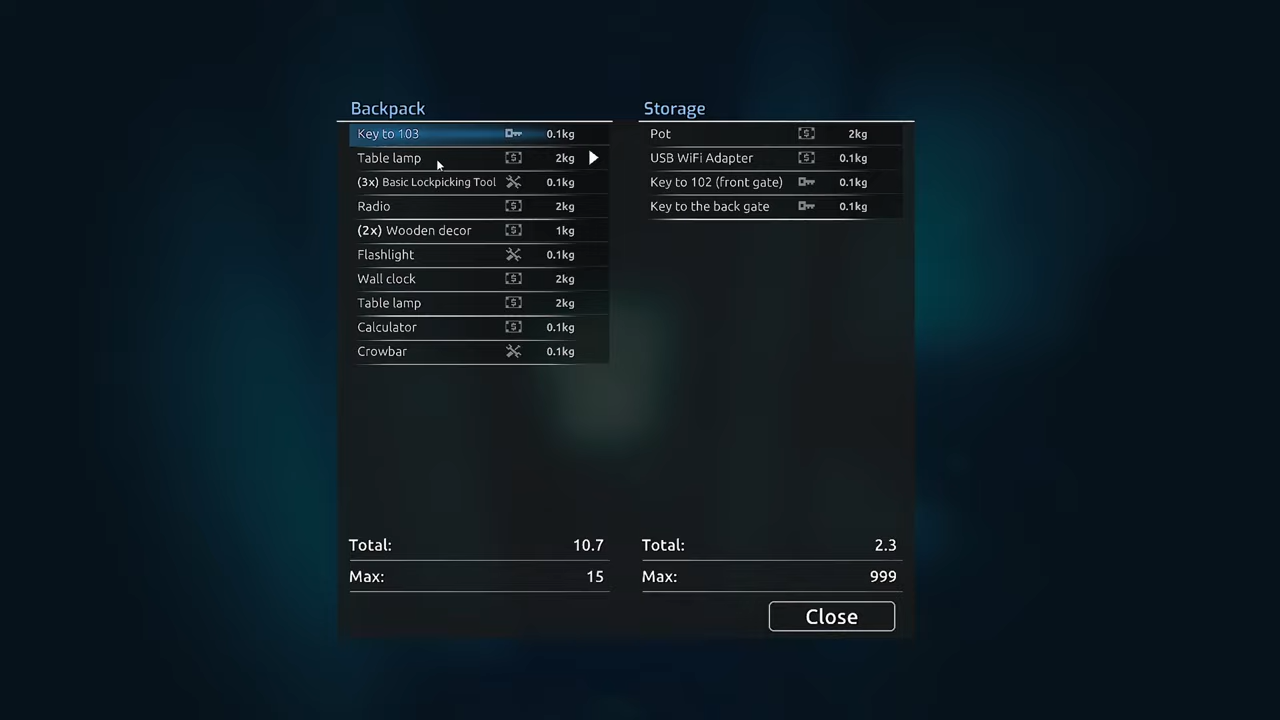 Backpack
Key to 103 0.1kg
Table lamp 2kg
(3x) Basic Lockpicking Tool 0.1kg
Radio 2kg
(2x) Wooden decor 1kg
Flashlight 0.1kg
Wall clock 2kg
Table lamp 2kg
Calculator 0.1kg
Crowbar 0.1kg
Total: 10.7
Max: 15
Storage
Pot 2kg
USB WiFi Adapter 0.1kg
Key to 102 (front gate) 0.1kg
Key to the back gate 0.1kg
Total: 2.3
Max: 999
Close